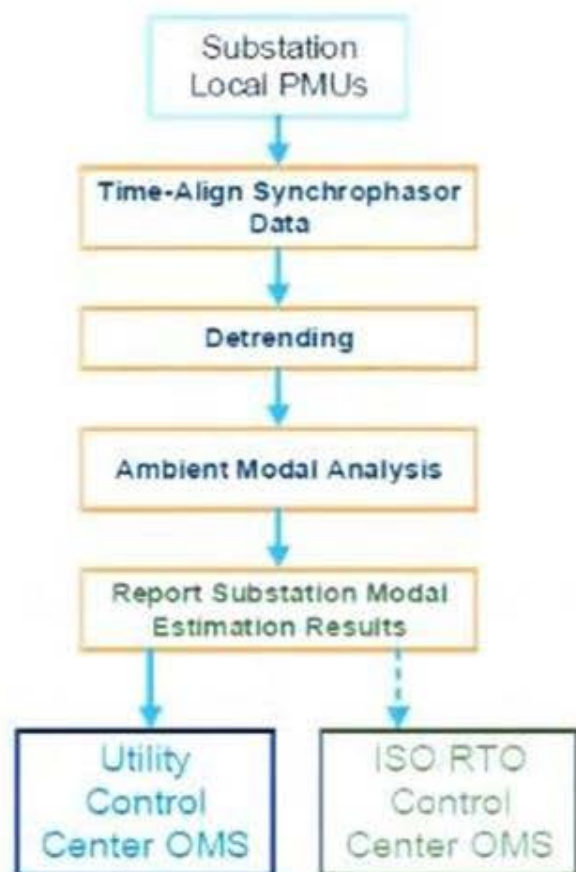 Substation
Local PMUs
Time-Align Synchrophasor
Data
Detrending
Ambient Modal Analysis
Report Substation Modal
Estimation Results
Utility
Control
Center OMS
ISO RTO
Control
Center OMS